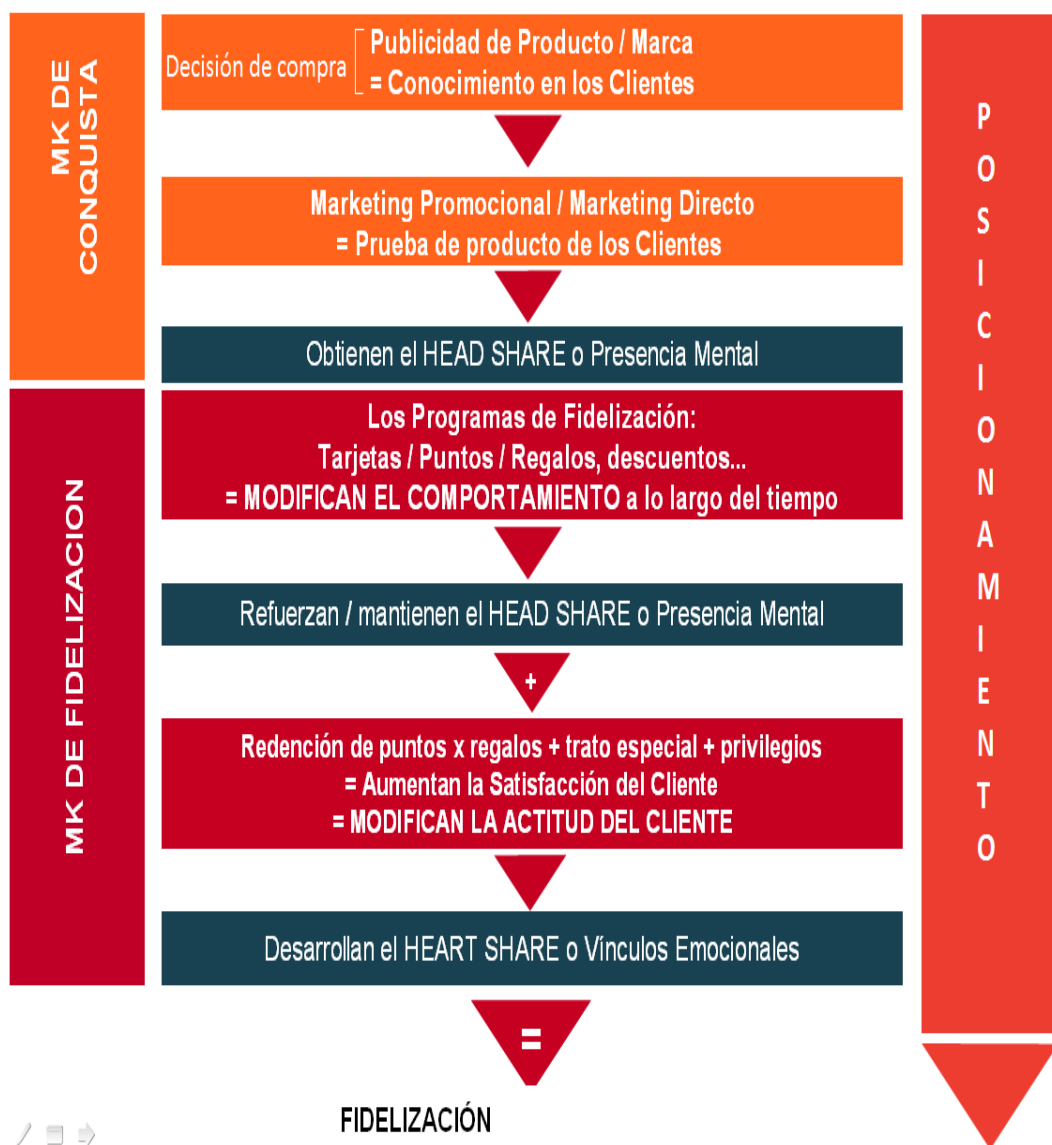 MK DE
CONQUISTA
Decisión de compra
Publicidad de Producto / Marca
= Conocimiento en los Clientes
Marketing Promocional / Marketing Directo
= Prueba de producto de los Clientes
Obtienen el HEAD SHARE o Presencia Mental
MK DE FIDELIZACION
Los Programas de Fidelización:
Tarjetas / Puntos / Regalos, descuentos...
= MODIFICAN EL COMPORTAMIENTO a lo largo del tiempo
Refuerzan / mantienen el HEAD SHARE o Presencia Mental
+
Redención de puntos x regalos + trato especial + privilegios
= Aumentan la Satisfacción del Cliente
= MODIFICAN LA ACTITUD DEL CLIENTE
Desarrollan el HEART SHARE o Vínculos Emocionales
=
FIDELIZACIÓN
POSICIONAMIENTO